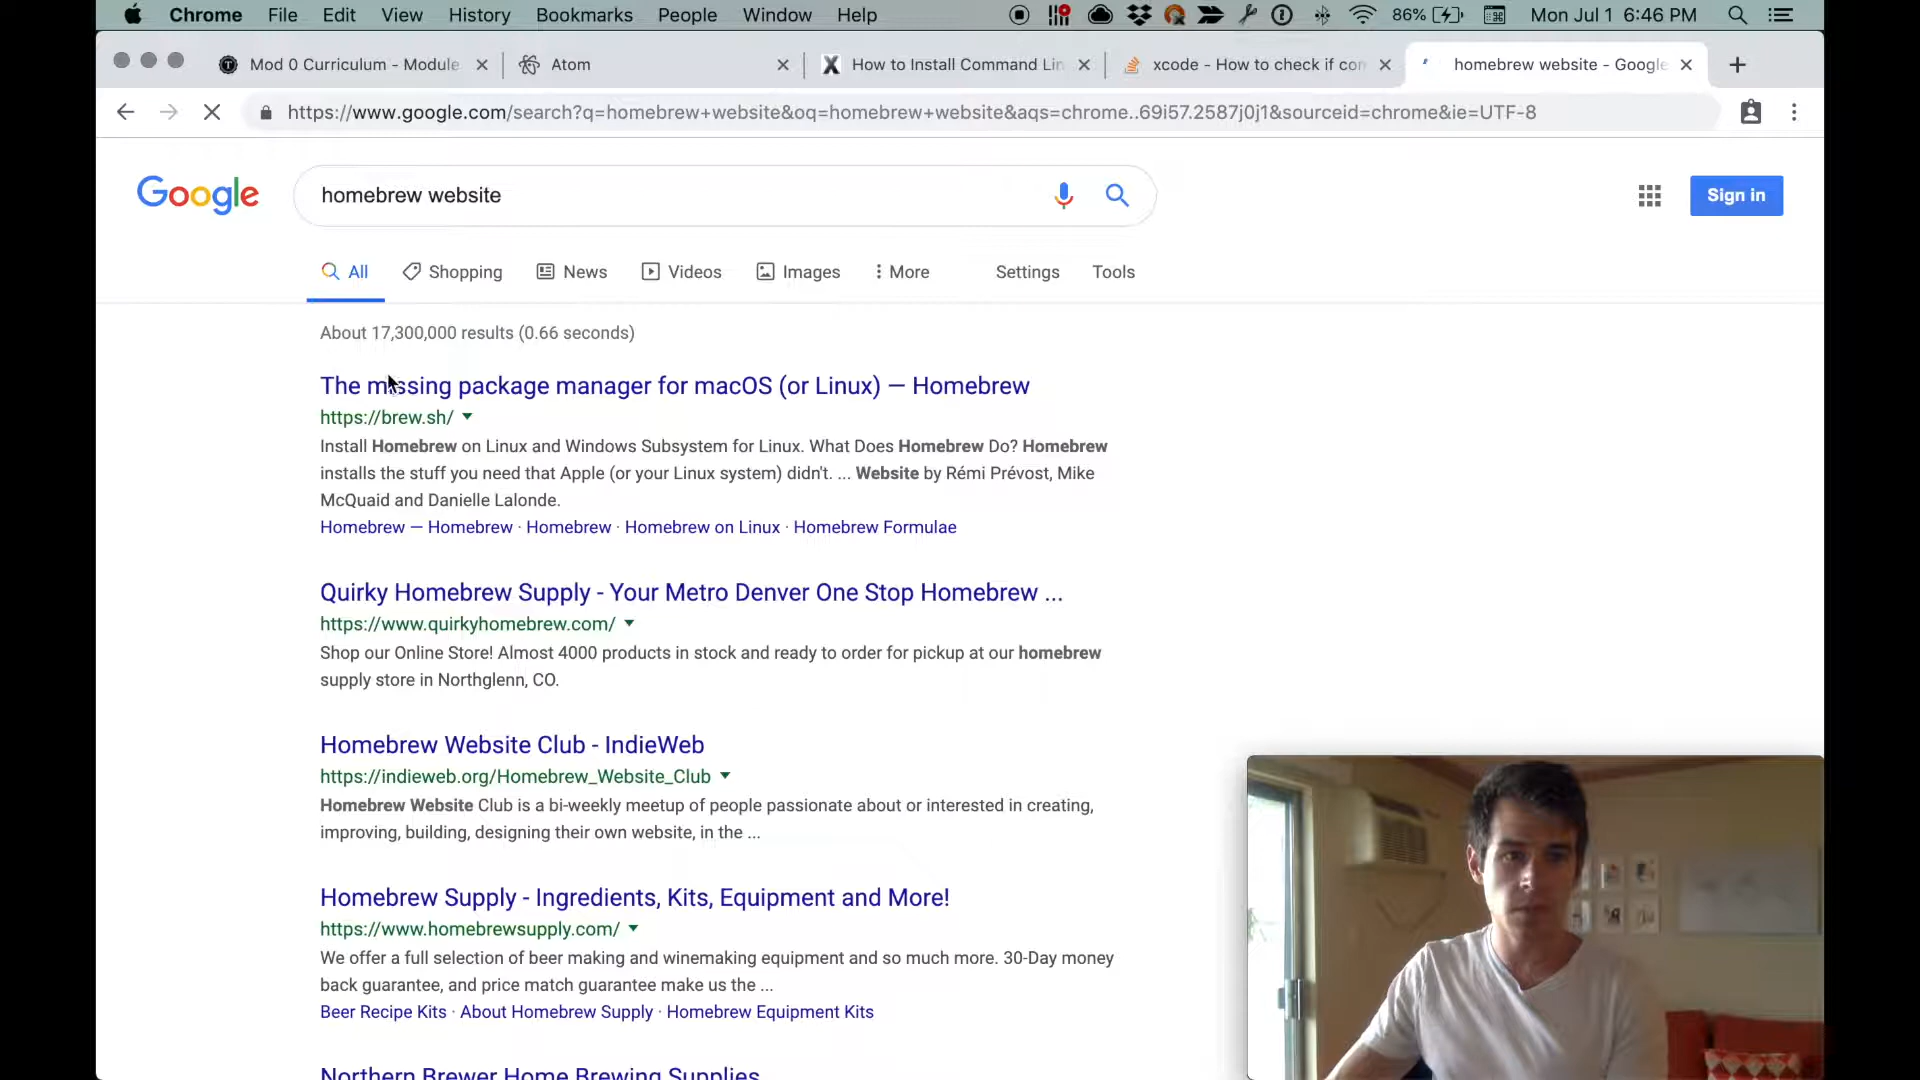 Chrome File Edit View History Bookmarks People Window Help 86% Mon Jul 1 6:46 PM
Mod 0 Curriculum - Module Atom How to Install Command Lin xcode - How to check if com homebrew website - Google
https://www.google.com/search?q=homebrew+website&oq=homebrew+website&aqs=chrome..69i57.2587j0j1&sourceid=chrome&ie=UTF-8
Google homebrew website Sign in
All Shopping News Videos Images More Settings Tools
About 17,300,000 results (0.66 seconds)
The missing package manager for macOS (or Linux) — Homebrew
https://brew.sh/
Install Homebrew on Linux and Windows Subsystem for Linux. What Does Homebrew Do? Homebrew
installs the stuff you need that Apple (or your Linux system) didn't. ... Website by Rémi Prévost, Mike
McQuaid and Danielle Lalonde.
Homebrew — Homebrew · Homebrew · Homebrew on Linux · Homebrew Formulae
Quirky Homebrew Supply - Your Metro Denver One Stop Homebrew ...
https://www.quirkyhomebrew.com/
Shop our Online Store! Almost 4000 products in stock and ready to order for pickup at our homebrew
supply store in Northglenn, CO.
Homebrew Website Club - IndieWeb
https://indieweb.org/Homebrew_Website_Club
Homebrew Website Club is a bi-weekly meetup of people passionate about or interested in creating,
improving, building, designing their own website, in the ...
Homebrew Supply - Ingredients, Kits, Equipment and More!
https://www.homebrewsupply.com/
We offer a full selection of beer making and winemaking equipment and so much more. 30-Day money
back guarantee, and price match guarantee make us the ...
Beer Recipe Kits · About Homebrew Supply · Homebrew Equipment Kits
Northern Brewer Home Brewing Supplies